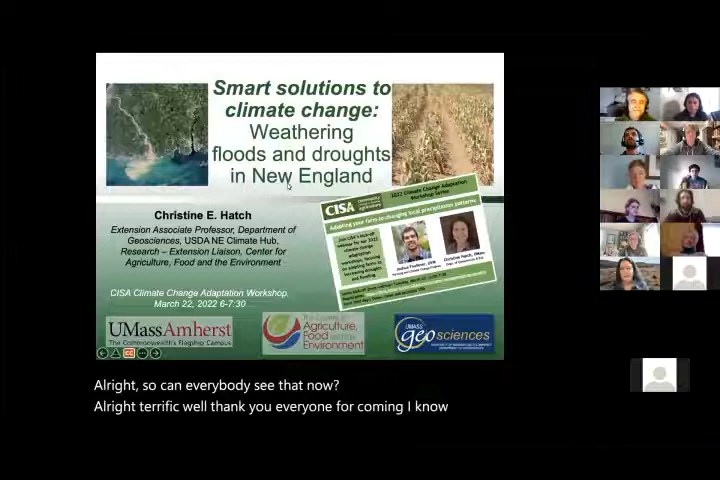 Smart solutions to
climate change:
Weathering
floods and droughts
in New England
Christine E. Hatch
Extension Associate Professor, Department of
Geosciences, USDA NE Climate Hub,
Research – Extension Liaison, Center for
Agriculture, Food and the Environment
CISA Climate Change Adaptation Workshop,
March 22, 2022 6-7:30
CISA
2022 Climate Change Adaptation
Workshop Series
Adapting your farm to changing local precipitation patterns
UMassAmherst
The Commonwealth's Flagship Campus
Agriculture,
Food
Environment
UMASS
geosciences
CC
Alright, so can everybody see that now?
Alright terrific well thank you everyone for coming I know